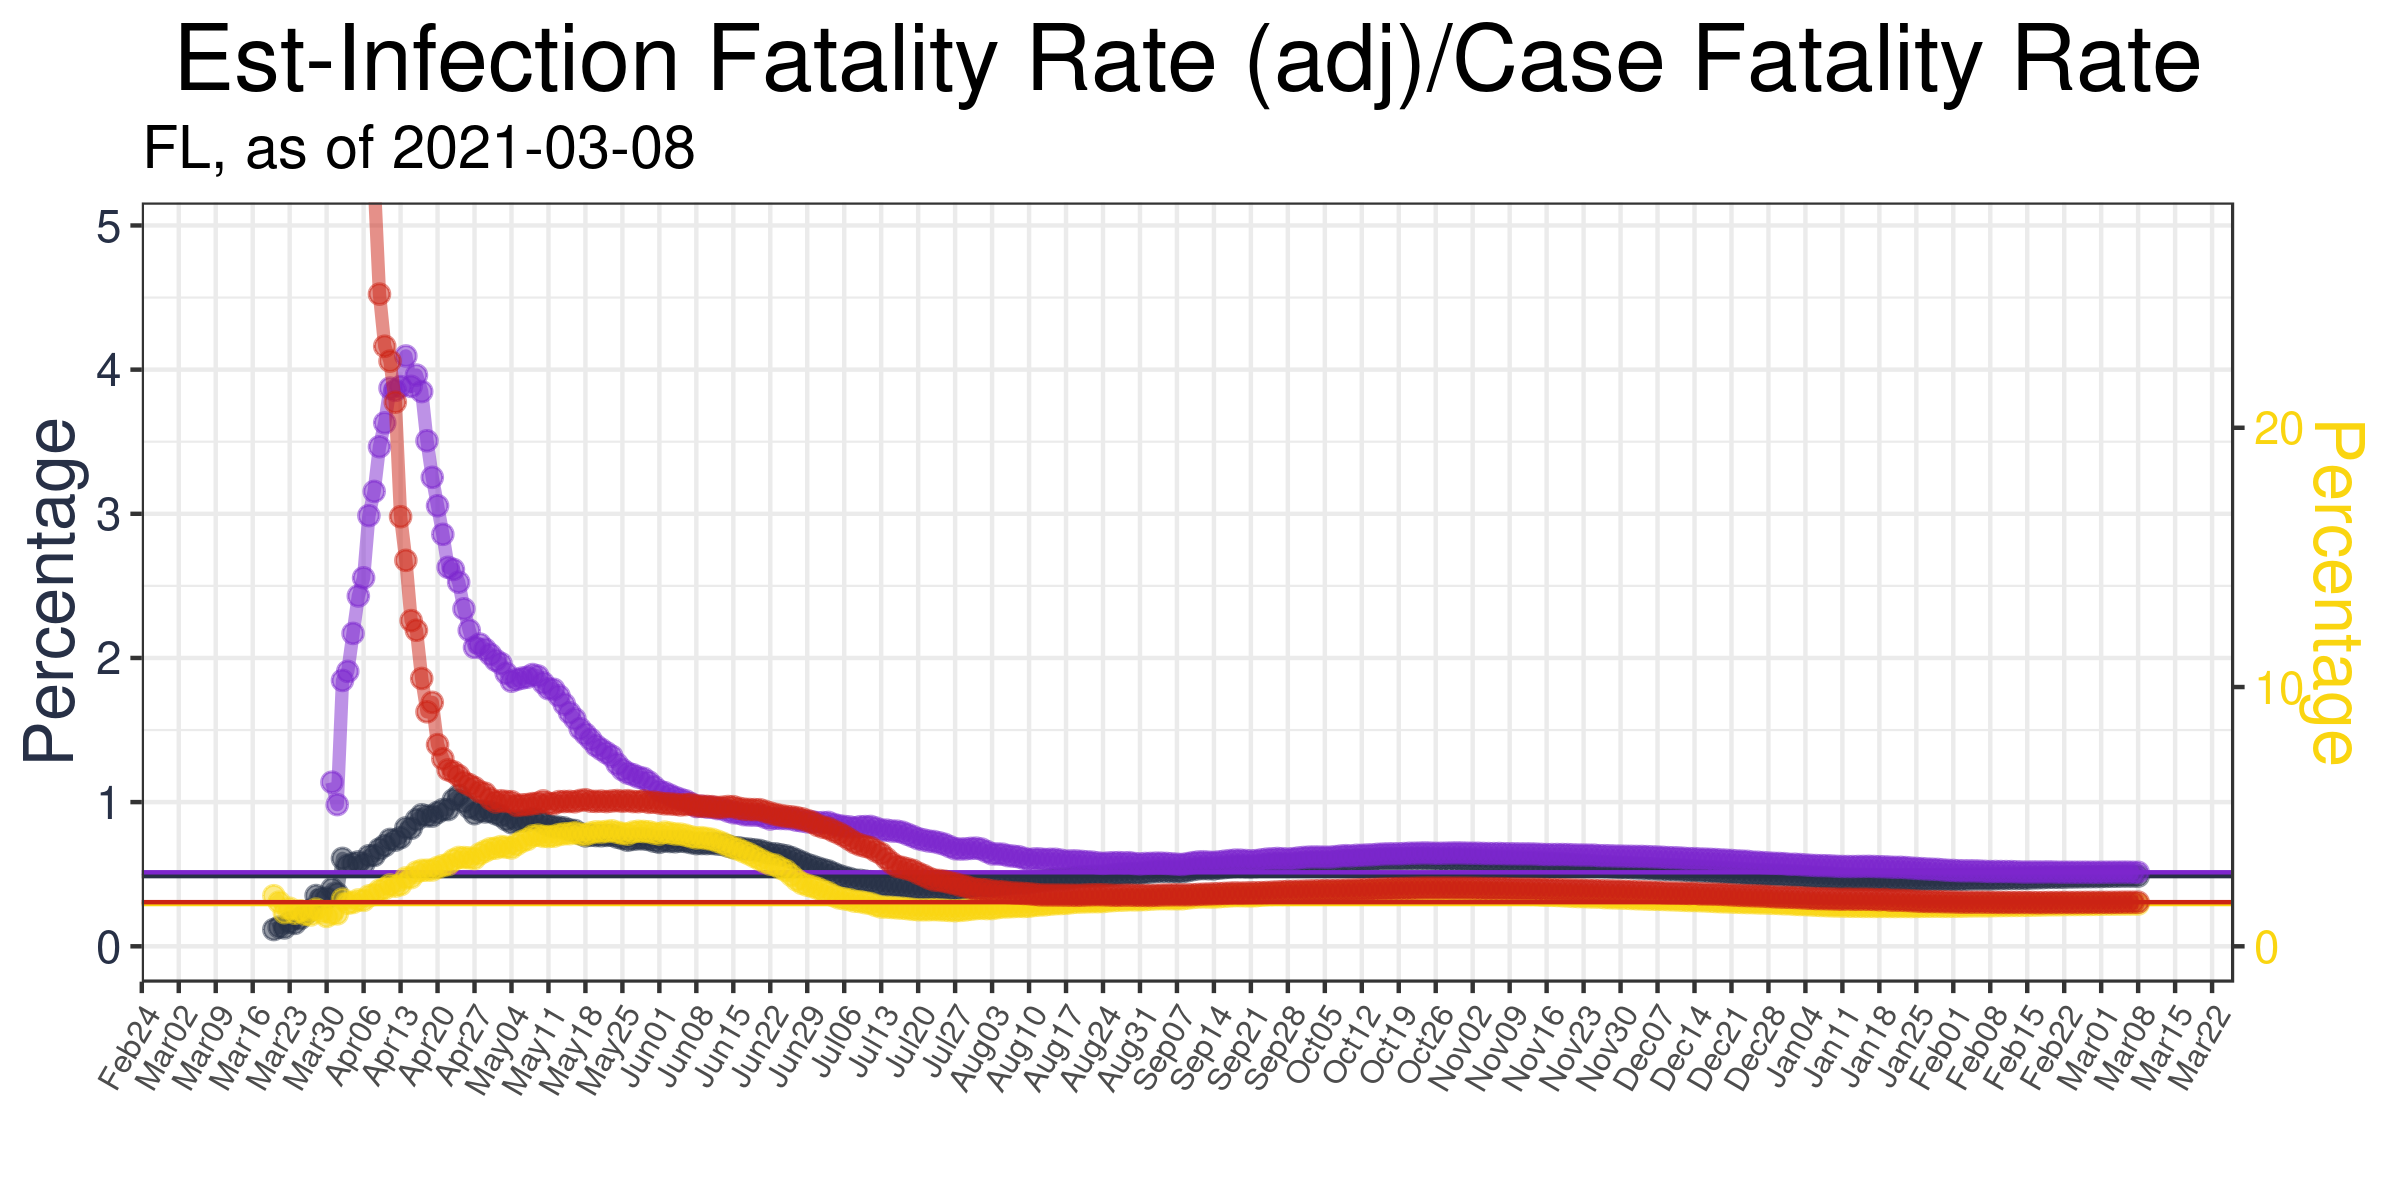 Est-Infection Fatality Rate (adj)/Case Fatality Rate
FL, as of 2021-03-08
Percentage
5
4
3
2
1
0
20
10
0
Percentage
Feb24
Mar02
Mar09
Mar16
Mar23
Mar30
Apr06
Apr13
Apr20
Apr27
May04
May11
May18
May25
Jun01
Jun08
Jun15
Jun22
Jun29
Jul06
Jul13
Jul20
Jul27
Aug03
Aug10
Aug17
Aug24
Aug31
Sep07
Sep14
Sep21
Sep28
Oct05
Oct12
Oct19
Oct26
Nov02
Nov09
Nov16
Nov23
Nov30
Dec07
Dec14
Dec21
Dec28
Jan04
Jan11
Jan18
Jan25
Feb01
Feb08
Feb15
Feb22
Mar01
Mar08
Mar15
Mar22